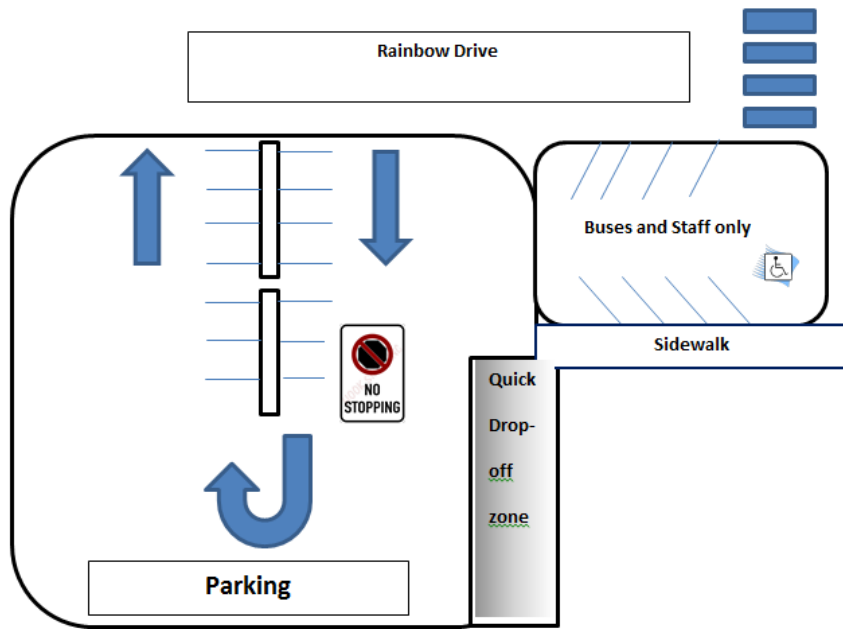 Rainbow Drive
Buses and Staff only
Sidewalk
NO
STOPPING
Quick
Drop-
off
zone
Parking